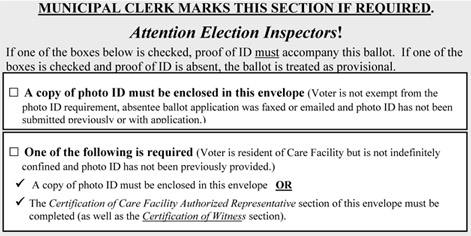 MUNICIPAL CLERK MARKS THIS SECTION IF REQUIRED.
Attention Election Inspectors!
If one of the boxes below is checked, proof of ID must accompany this ballot. If one of the
boxes is checked and proof of ID is absent, the ballot is treated as provisional.
☐ A copy of photo ID must be enclosed in this envelope (Voter is not exempt from the
photo ID requirement, absentee ballot application was faxed or emailed and photo ID has not been
submitted previously or with application.)
☐ One of the following is required (Voter is resident of Care Facility but is not indefinitely
confined and photo ID has not been previously provided.)
✓ A copy of photo ID must be enclosed in this envelope OR
✓ The Certification of Care Facility Authorized Representative section of this envelope must be
completed (as well as the Certification of Witness section).